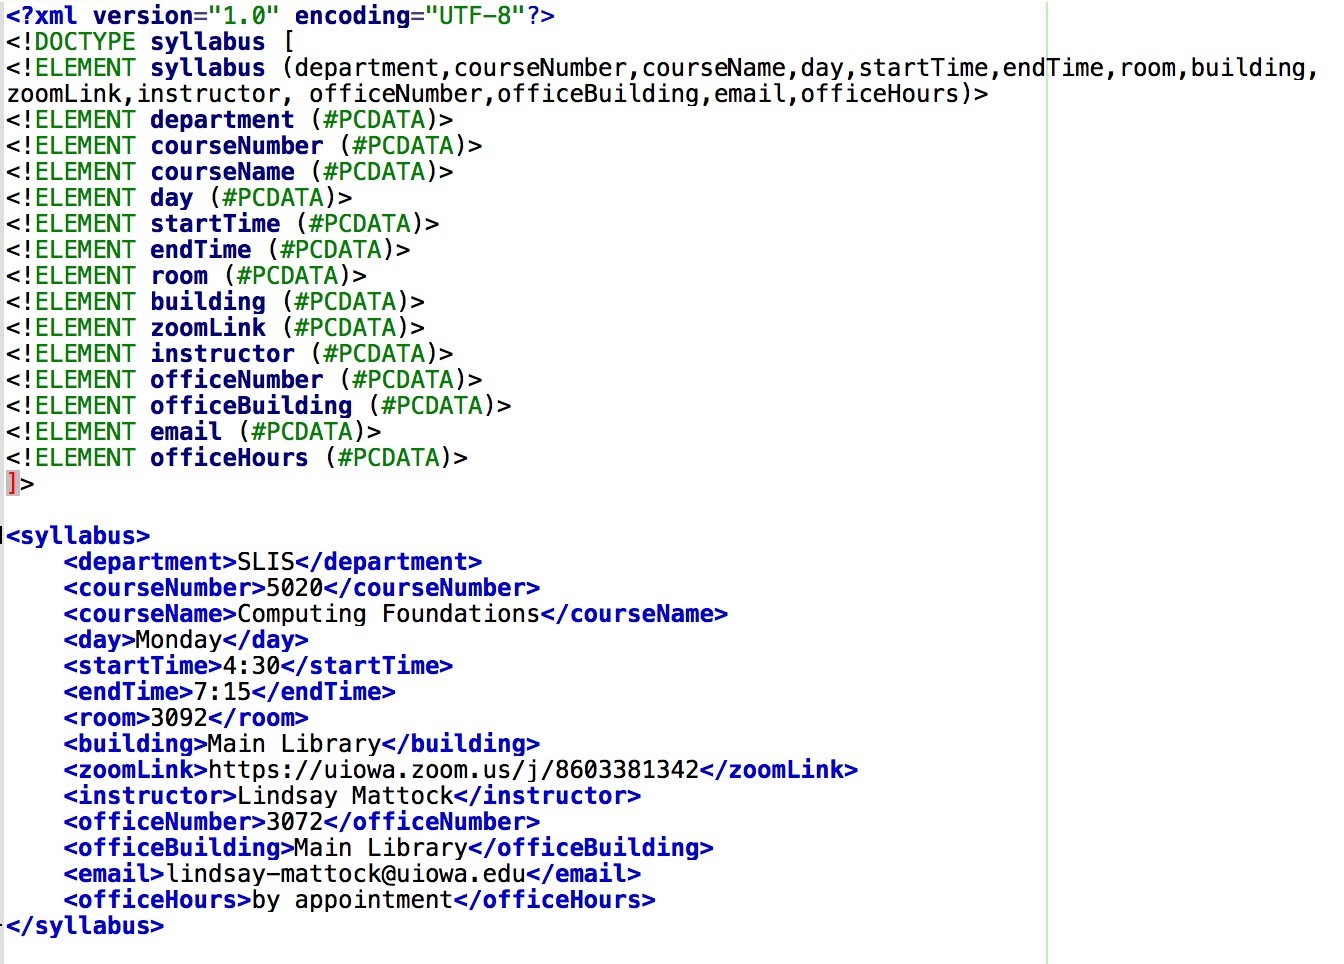 <?xml version="1.0" encoding="UTF-8"?>
<!DOCTYPE syllabus [
<!ELEMENT syllabus (department,courseNumber,courseName,day,startTime,endTime,room,building,
zoomLink,instructor, officeNumber,officeBuilding,email,officeHours)>
<!ELEMENT department (#PCDATA)>
<!ELEMENT courseNumber (#PCDATA)>
<!ELEMENT courseName (#PCDATA)>
<!ELEMENT day (#PCDATA)>
<!ELEMENT startTime (#PCDATA)>
<!ELEMENT endTime (#PCDATA)>
<!ELEMENT room (#PCDATA)>
<!ELEMENT building (#PCDATA)>
<!ELEMENT zoomLink (#PCDATA)>
<!ELEMENT instructor (#PCDATA)>
<!ELEMENT officeNumber (#PCDATA)>
<!ELEMENT officeBuilding (#PCDATA)>
<!ELEMENT email (#PCDATA)>
<!ELEMENT officeHours (#PCDATA)>
]>
<syllabus>
<department>SLIS</department>
<courseNumber>5020</courseNumber>
<courseName>Computing Foundations</courseName>
<day>Monday</day>
<startTime>4:30</startTime>
<endTime>7:15</endTime>
<room>3092</room>
<building>Main Library</building>
<zoomLink>https://uiowa.zoom.us/j/8603381342</zoomLink>
<instructor>Lindsay Mattock</instructor>
<officeNumber>3072</officeNumber>
<officeBuilding>Main Library</officeBuilding>
<email>lindsay-mattock@uiowa.edu</email>
<officeHours>by appointment</officeHours>
</syllabus>